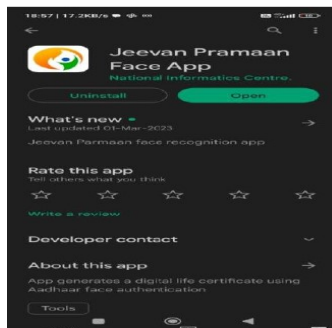 18:57 | 17.2KB/s
Jeevan Pramaan
Face App
National Informatics Centre.
Uninstall
Open
What's new
Last updated 01-Mar-2023
Jeevan Parmaan face recognition app
Rate this app
Tell others what you think
Write a review
Developer contact
About this app
App generates a digital life certificate using
Aadhaar face authentication
Tools